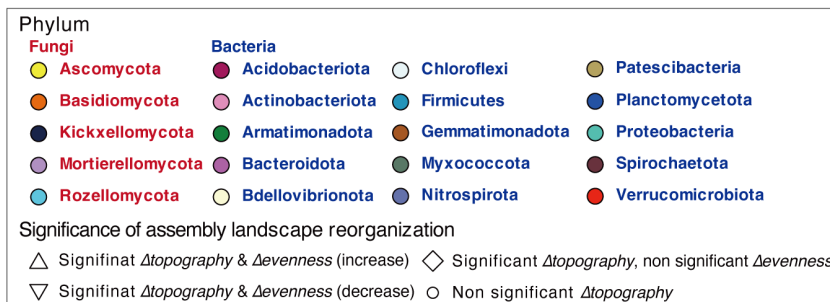 Phylum
Fungi Bacteria
Ascomycota Acidobacteriota Chloroflexi Patescibacteria
Basidiomycota Actinobacteriota Firmicutes Planctomycetota
Kickxellomycota Armatimonadota Gemmatimonadota Proteobacteria
Mortierellomycota Bacteroidota Myxococcota Spirochaetota
Rozellomycota Bdellovibrionota Nitrospirota Verrucomicrobiota
Significance of assembly landscape reorganization
Signifinat Δtopography & Δevenness (increase) Significant Δtopography, non significant Δevenness
Signifinat Δtopography & Δevenness (decrease) Non significant Δtopography